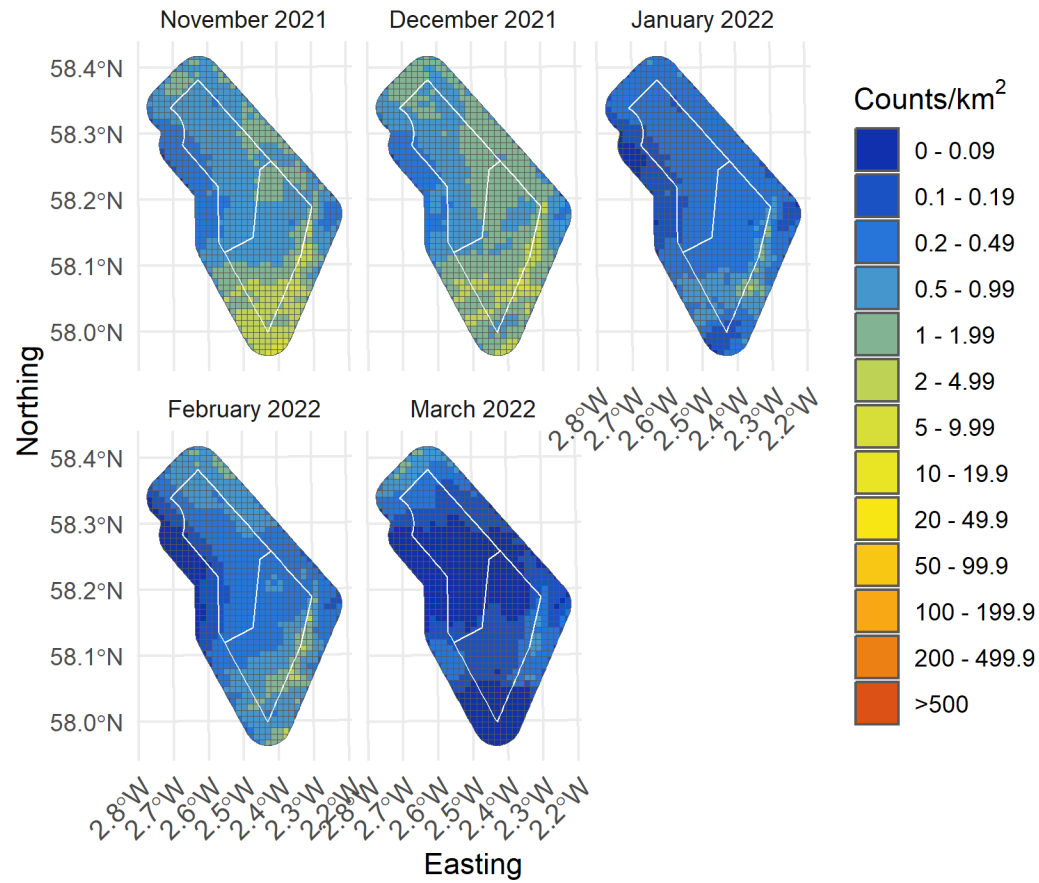 November 2021
December 2021
January 2022
58.4°N
58.3°N
58.2°N
58.1°N
58.0°N
2.8°W
2.7°W
2.6°W
2.5°W
2.4°W
2.3°W
2.2°W
February 2022
March 2022
58.4°N
58.3°N
58.2°N
58.1°N
58.0°N
2.8°W
2.7°W
2.6°W
2.5°W
2.4°W
2.3°W
2.2°W
2.8°W
2.7°W
2.6°W
2.5°W
2.4°W
2.3°W
2.2°W
Northing
Easting
Counts/km²
0 - 0.09
0.1 - 0.19
0.2 - 0.49
0.5 - 0.99
1 - 1.99
2 - 4.99
5 - 9.99
10 - 19.9
20 - 49.9
50 - 99.9
100 - 199.9
200 - 499.9
>500